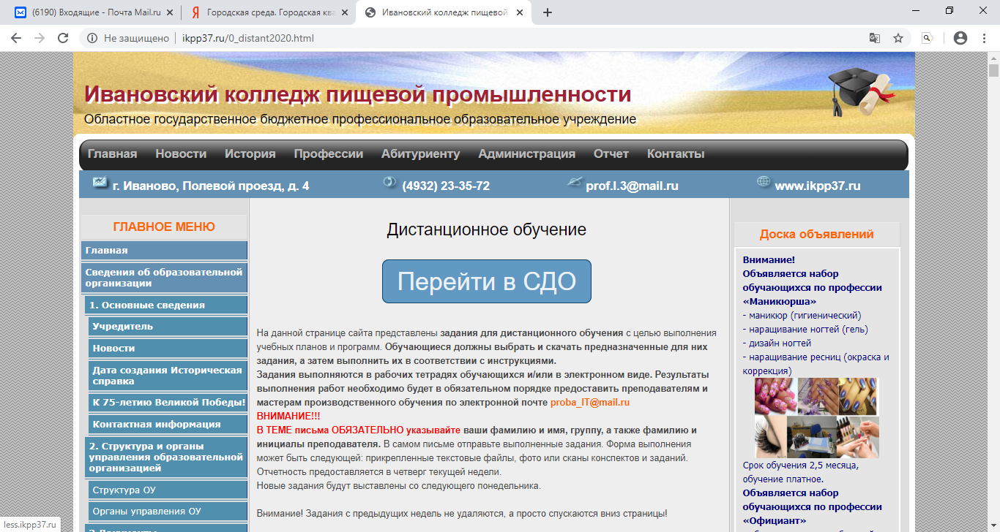 (6190) Входящие - Почта Mail.ru
Городская среда. Городская ква
Ивановский колледж пищевой
Не защищено
ikpp37.ru/0_distant2020.html
Ивановский колледж пищевой промышленности
Областное государственное бюджетное профессиональное образовательное учреждение
Главная Новости История Профессии Абитуриенту Администрация Отчет Контакты
г. Иваново, Полевой проезд, д. 4
(4932) 23-35-72
prof.l.3@mail.ru
www.ikpp37.ru
ГЛАВНОЕ МЕНЮ
Главная
Сведения об образовательной
организации
1. Основные сведения
Учредитель
Новости
Дата создания Историческая
справка
К 75-летию Великой Победы!
Контактная информация
2. Структура и органы
управления образовательной
организацией
Структура ОУ
Органы управления ОУ
Дистанционное обучение
Перейти в СДО
На данной странице сайта представлены задания для дистанционного обучения с целью выполнения
учебных планов и программ. Обучающиеся должны выбрать и скачать предназначенные для них
задания, а затем выполнить их в соответствии с инструкциями.
Задания выполняются в рабочих тетрадях обучающихся и/или в электронном виде. Результаты
выполнения работ необходимо будет в обязательном порядке предоставить преподавателям и
мастерам производственного обучения по электронной почте proba_IT@mail.ru
ВНИМАНИЕ!!!
В ТЕМЕ письма ОБЯЗАТЕЛЬНО указывайте ваши фамилию и имя, группу, а также фамилию и
инициалы преподавателя. В самом письме отправьте выполненные задания. Форма выполнения
может быть следующей: прикрепленные текстовые файлы, фото или сканы конспектов и заданий.
Отчетность предоставляется в четверг текущей недели.
Новые задания будут выставлены со следующего понедельника.
Внимание! Задания с предыдущих недель не удаляются, а просто спускаются вниз страницы!
Доска объявлений
Внимание!
Объявляется набор
обучающихся по профессии
«Маникюрша»
- маникюр (гигиенический)
- наращивание ногтей (гель)
- дизайн ногтей
- наращивание ресниц (окраска и
коррекция)
Срок обучения 2,5 месяца,
обучение платное.
Объявляется набор
обучающихся по профессии
«Официант»
less.ikpp37.ru